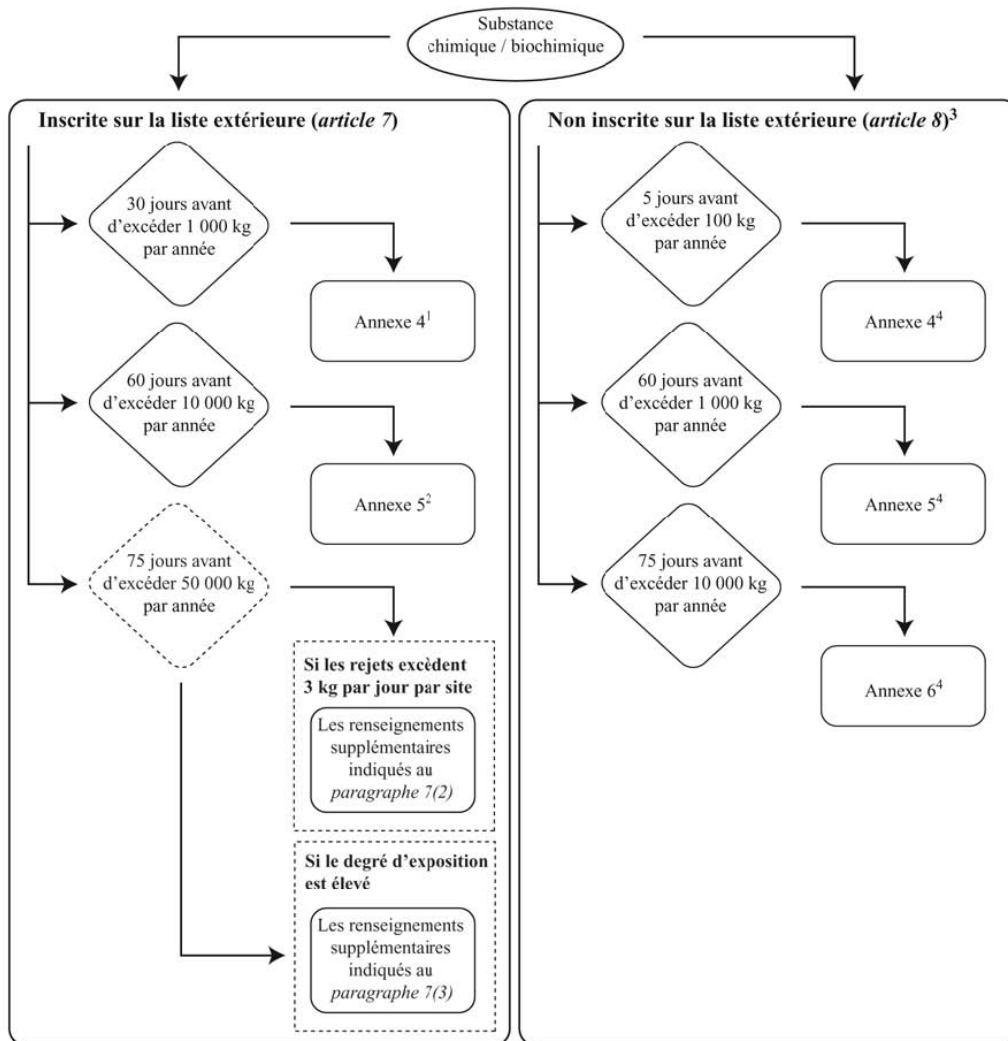 Substance
chimique / biochimique
Inscrite sur la liste extérieure (article 7)
30 jours avant
d'excéder 1 000 kg
par année
Annexe 4¹
60 jours avant
d'excéder 10 000 kg
par année
Annexe 5²
75 jours avant
d'excéder 50 000 kg
par année
Si les rejets excèdent
3 kg par jour par site
Les renseignements
supplémentaires
indiqués au
paragraphe 7(2)
Si le degré d'exposition
est élevé
Les renseignements
supplémentaires
indiqués au
paragraphe 7(3)
Non inscrite sur la liste extérieure (article 8)³
5 jours avant
d'excéder 100 kg
par année
Annexe 4⁴
60 jours avant
d'excéder 1 000 kg
par année
Annexe 5⁴
75 jours avant
d'excéder 10 000 kg
par année
Annexe 6⁴